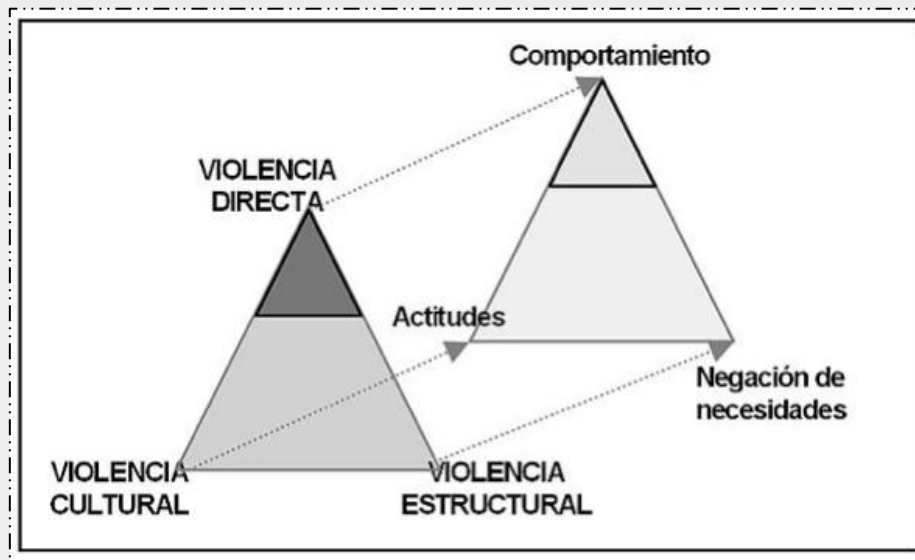 Comportamiento
VIOLENCIA
DIRECTA
Actitudes
Negación de
necesidades
VIOLENCIA
CULTURAL
VIOLENCIA
ESTRUCTURAL